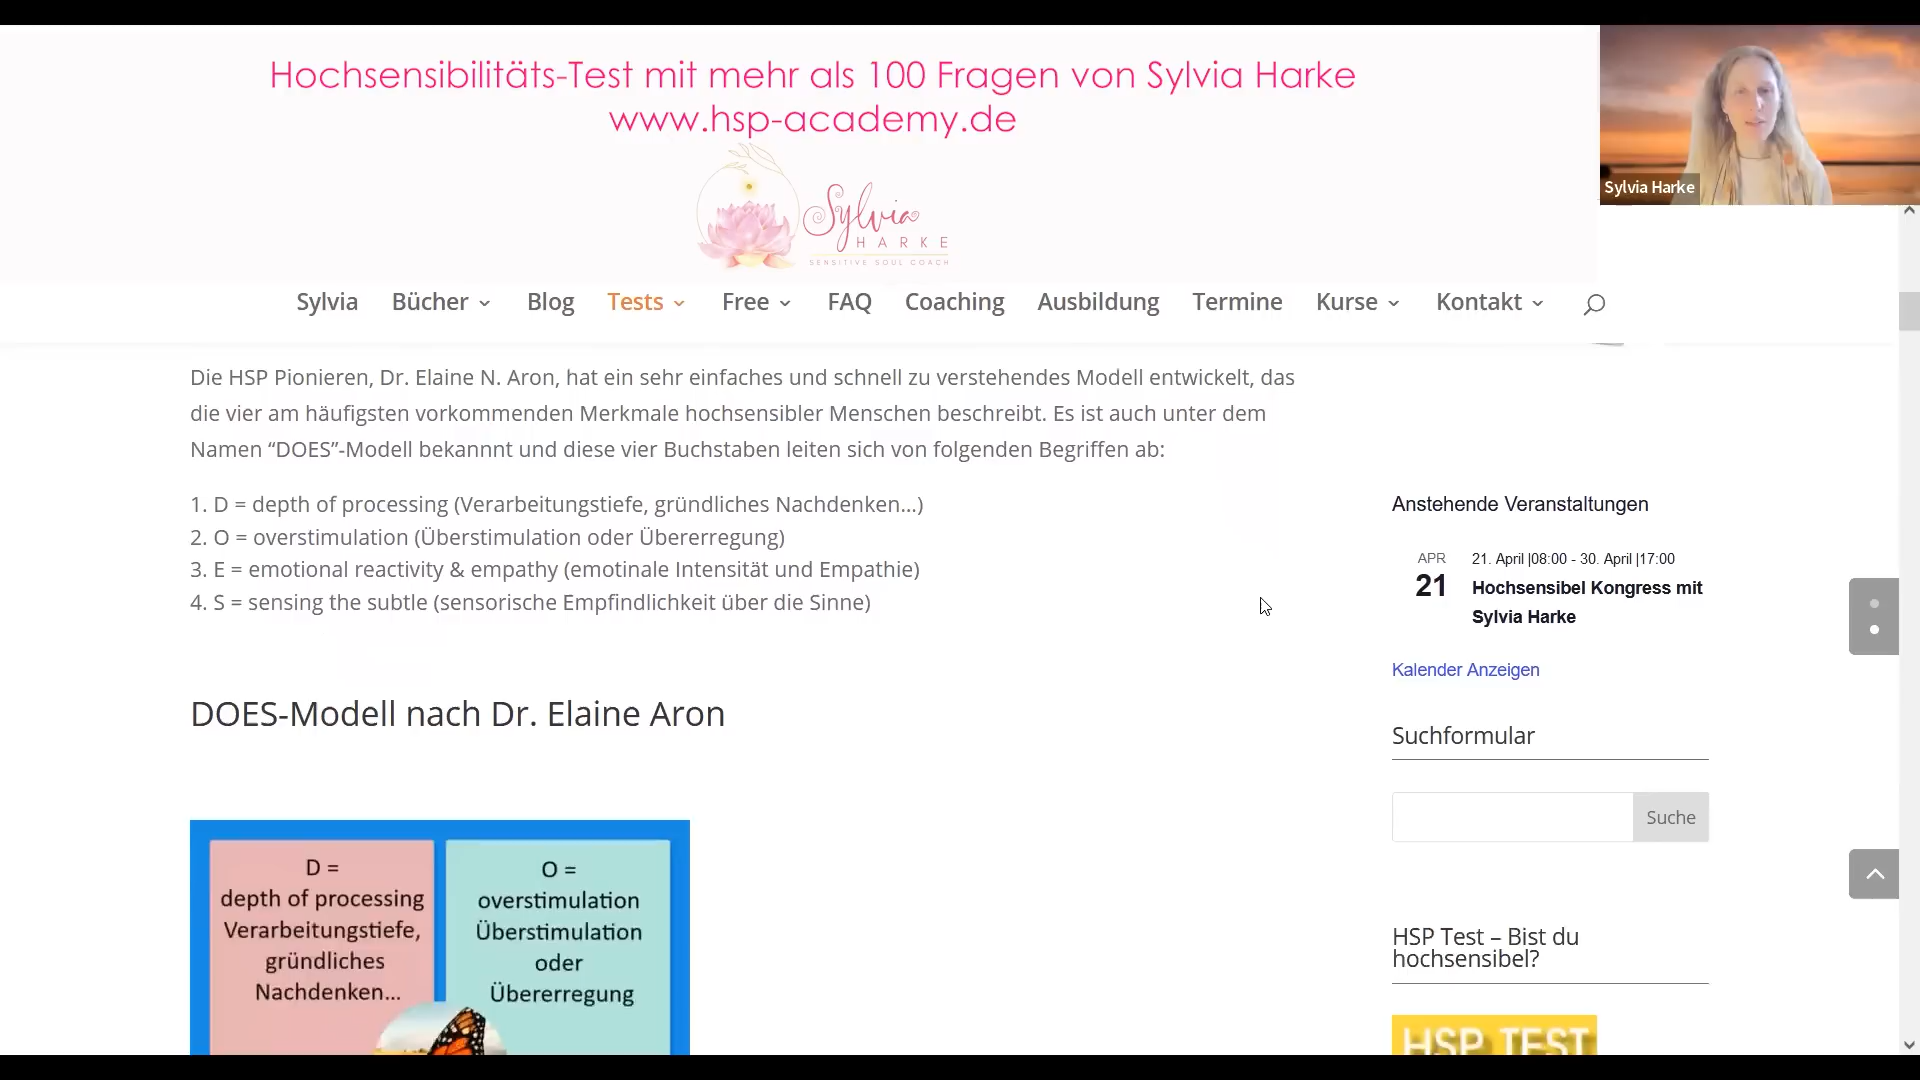 Hochsensibilitäts-Test mit mehr als 100 Fragen von Sylvia Harke
www.hsp-academy.de
Sylvia
HARKE
SENSITIVE SOUL COACH
Sylvia Harke
Sylvia Bücher Blog Tests Free FAQ Coaching Ausbildung Termine Kurse Kontakt
Die HSP Pionieren, Dr. Elaine N. Aron, hat ein sehr einfaches und schnell zu verstehendes Modell entwickelt, das
die vier am häufigsten vorkommenden Merkmale hochsensibler Menschen beschreibt. Es ist auch unter dem
Namen “DOES”-Modell bekannnt und diese vier Buchstaben leiten sich von folgenden Begriffen ab:
1. D = depth of processing (Verarbeitungstiefe, gründliches Nachdenken…)
2. O = overstimulation (Überstimulation oder Übererregung)
3. E = emotional reactivity & empathy (emotinale Intensität und Empathie)
4. S = sensing the subtle (sensorische Empfindlichkeit über die Sinne)
DOES-Modell nach Dr. Elaine Aron
D =
depth of processing
Verarbeitungstiefe,
gründliches
Nachdenken...
O =
overstimulation
Überstimulation
oder
Übererregung
Anstehende Veranstaltungen
APR
21
21. April |08:00 - 30. April |17:00
Hochsensibel Kongress mit
Sylvia Harke
Kalender Anzeigen
Suchformular
Suche
HSP Test – Bist du
hochsensibel?
HSP TEST